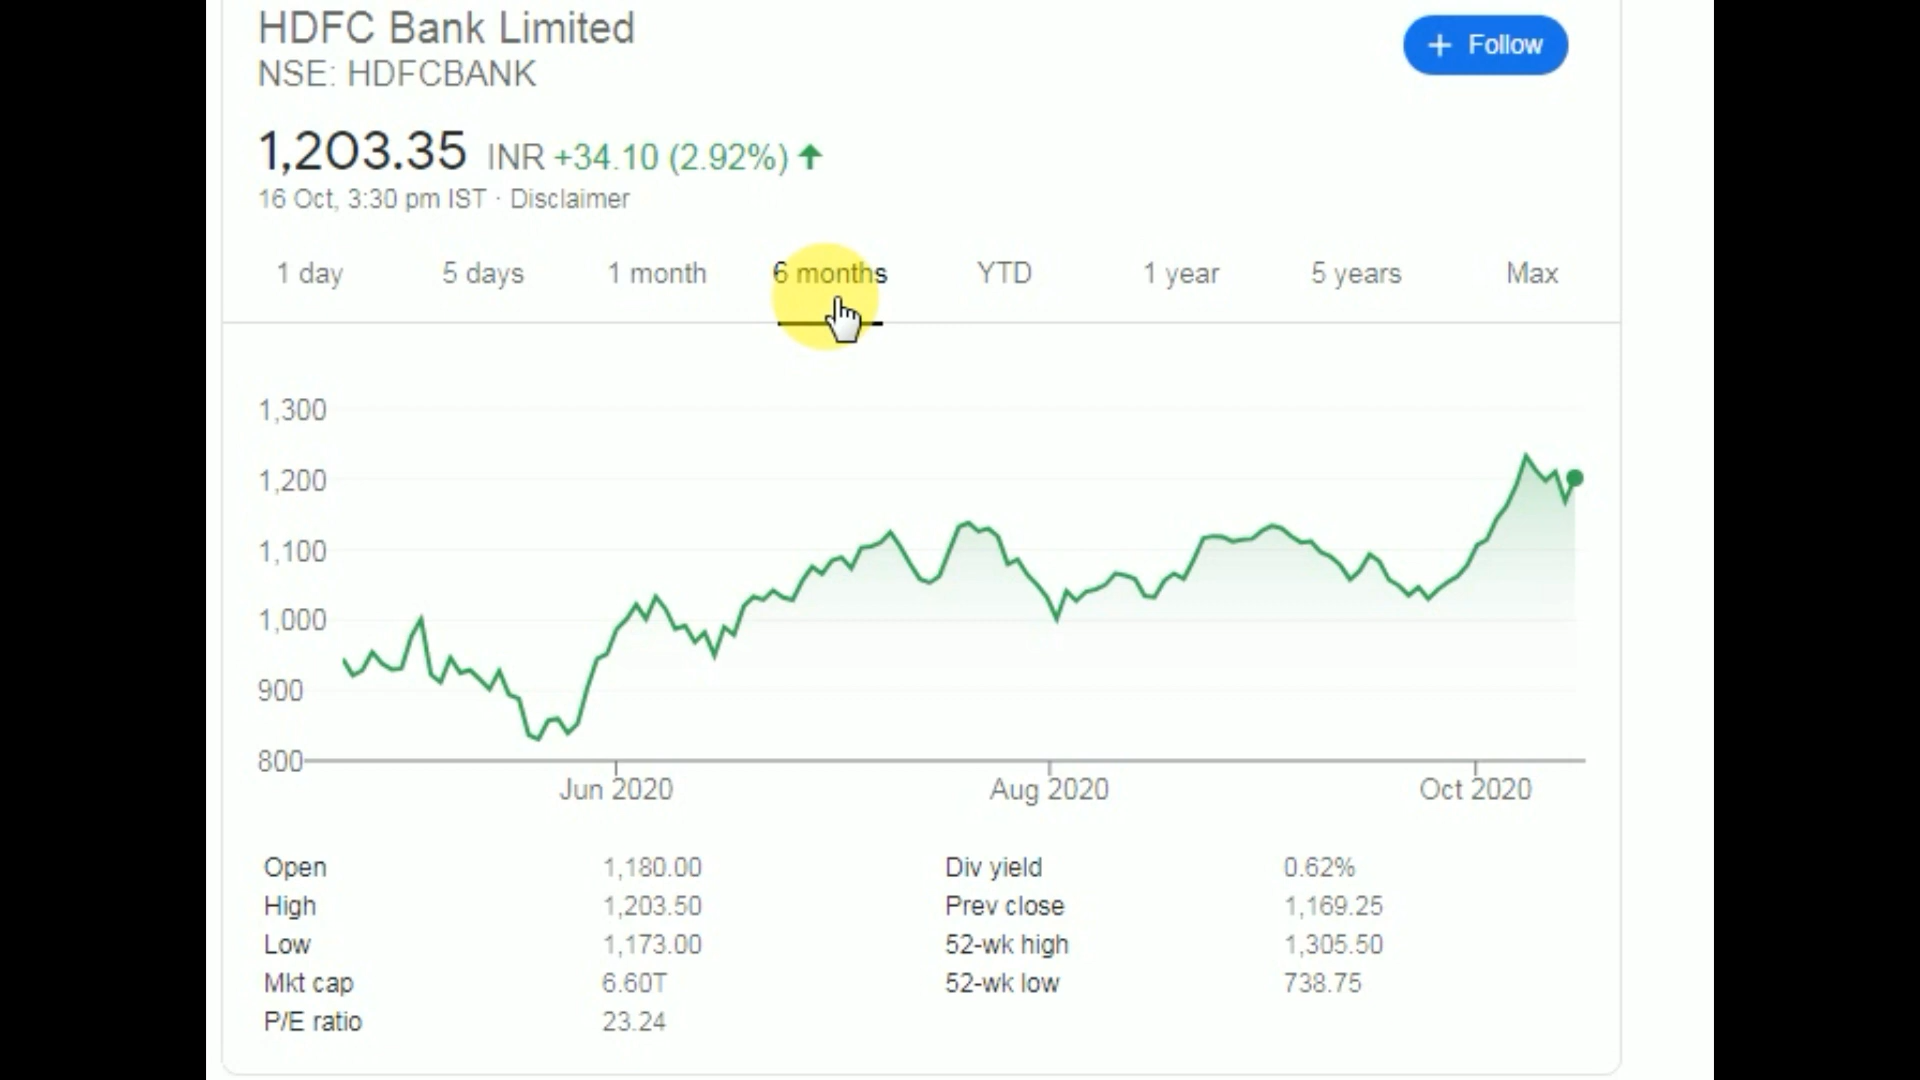 HDFC Bank Limited
NSE: HDFCBANK
+ Follow
1,203.35 INR +34.10 (2.92%)
16 Oct, 3:30 pm IST · Disclaimer
1 day 5 days 1 month 6 months YTD 1 year 5 years Max
1,300
1,200
1,100
1,000
900
800
Jun 2020 Aug 2020 Oct 2020
Open 1,180.00 Div yield 0.62%
High 1,203.50 Prev close 1,169.25
Low 1,173.00 52-wk high 1,305.50
Mkt cap 6.60T 52-wk low 738.75
P/E ratio 23.24